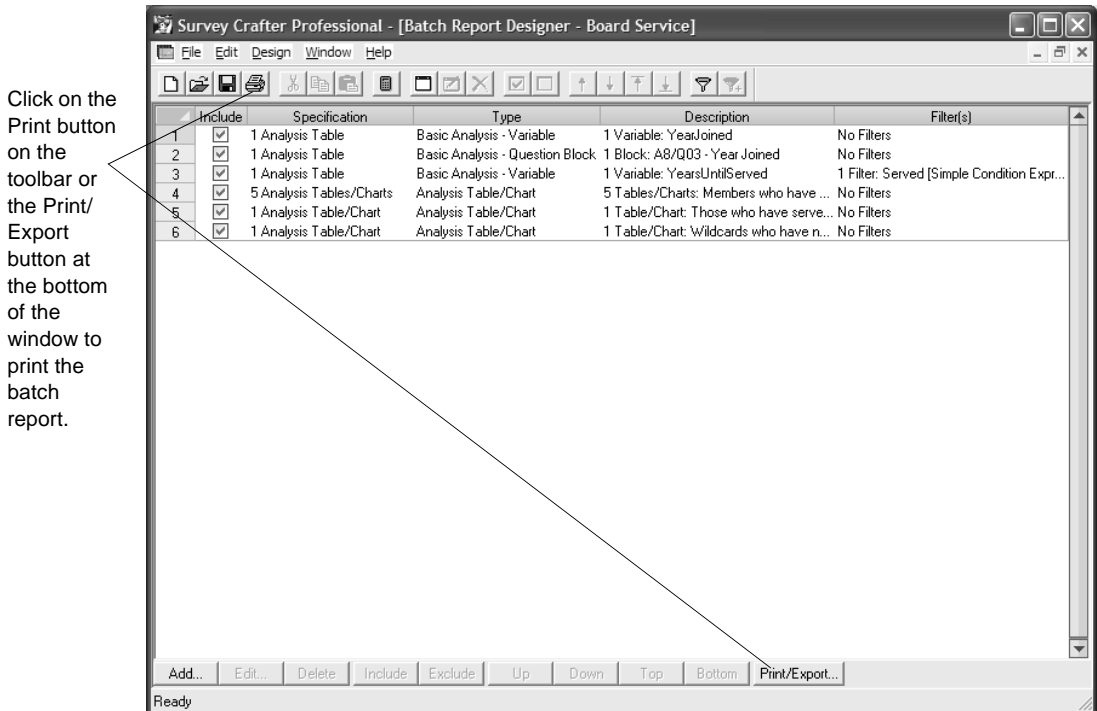 Survey Crafter Professional - [Batch Report Designer - Board Service]
File Edit Design Window Help
Click on the
Print button
on the
toolbar or
the Print/
Export
button at
the bottom
of the
window to
print the
batch
report.
Include Specification Type Description Filter(s)
1 1 Analysis Table Basic Analysis - Variable 1 Variable: YearJoined No Filters
2 1 Analysis Table Basic Analysis - Question Block 1 Block: A8/Q03 - Year Joined No Filters
3 1 Analysis Table Basic Analysis - Variable 1 Variable: YearsUntilServed 1 Filter: Served [Simple Condition Expr...
4 5 Analysis Tables/Charts Analysis Table/Chart 5 Tables/Charts: Members who have ... No Filters
5 1 Analysis Table/Chart Analysis Table/Chart 1 Table/Chart: Those who have serve... No Filters
6 1 Analysis Table/Chart Analysis Table/Chart 1 Table/Chart: Wildcards who have n... No Filters
Add... Edit... Delete Include Exclude Up Down Top Bottom Print/Export...
Ready